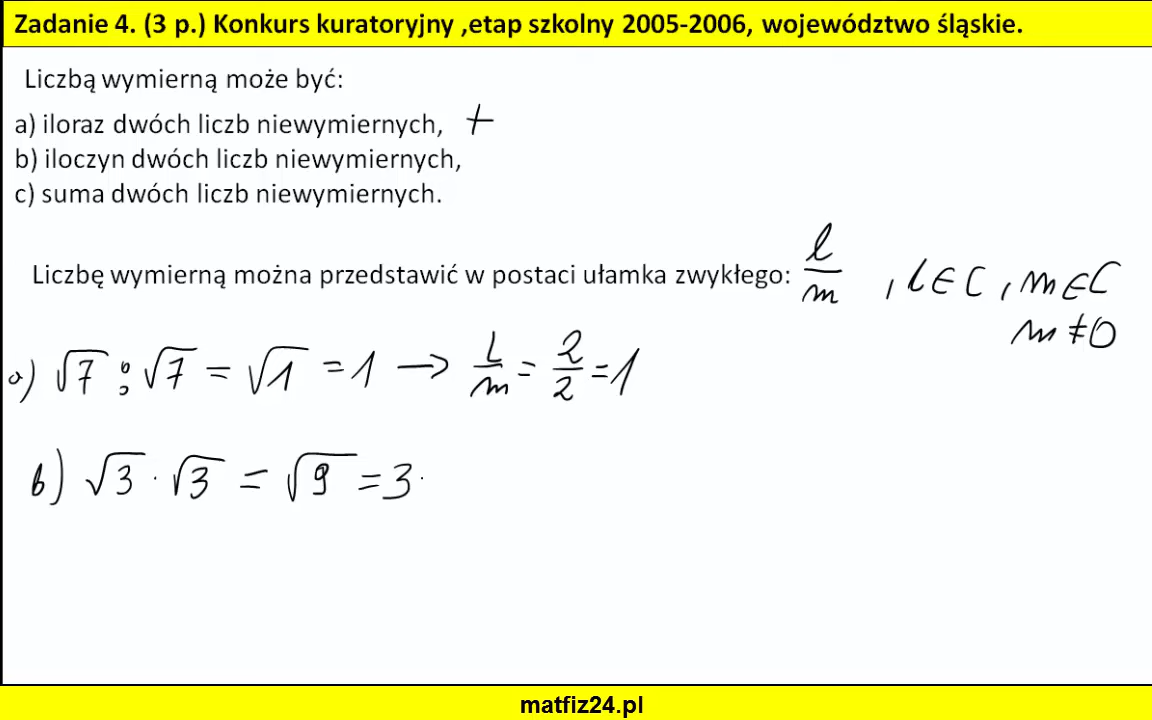 Zadanie 4. (3 p.) Konkurs kuratoryjny ,etap szkolny 2005-2006, województwo śląskie.
Liczbą wymierną może być:
a) iloraz dwóch liczb niewymiernych, +
b) iloczyn dwóch liczb niewymiernych,
c) suma dwóch liczb niewymiernych.
Liczbę wymierną można przedstawić w postaci ułamka zwykłego: l/m , l∈C, m∈C
m≠0
a) √7 : √7 = √1 = 1 → l/m = 2/2 = 1
b) √3 · √3 = √9 = 3
matfiz24.pl